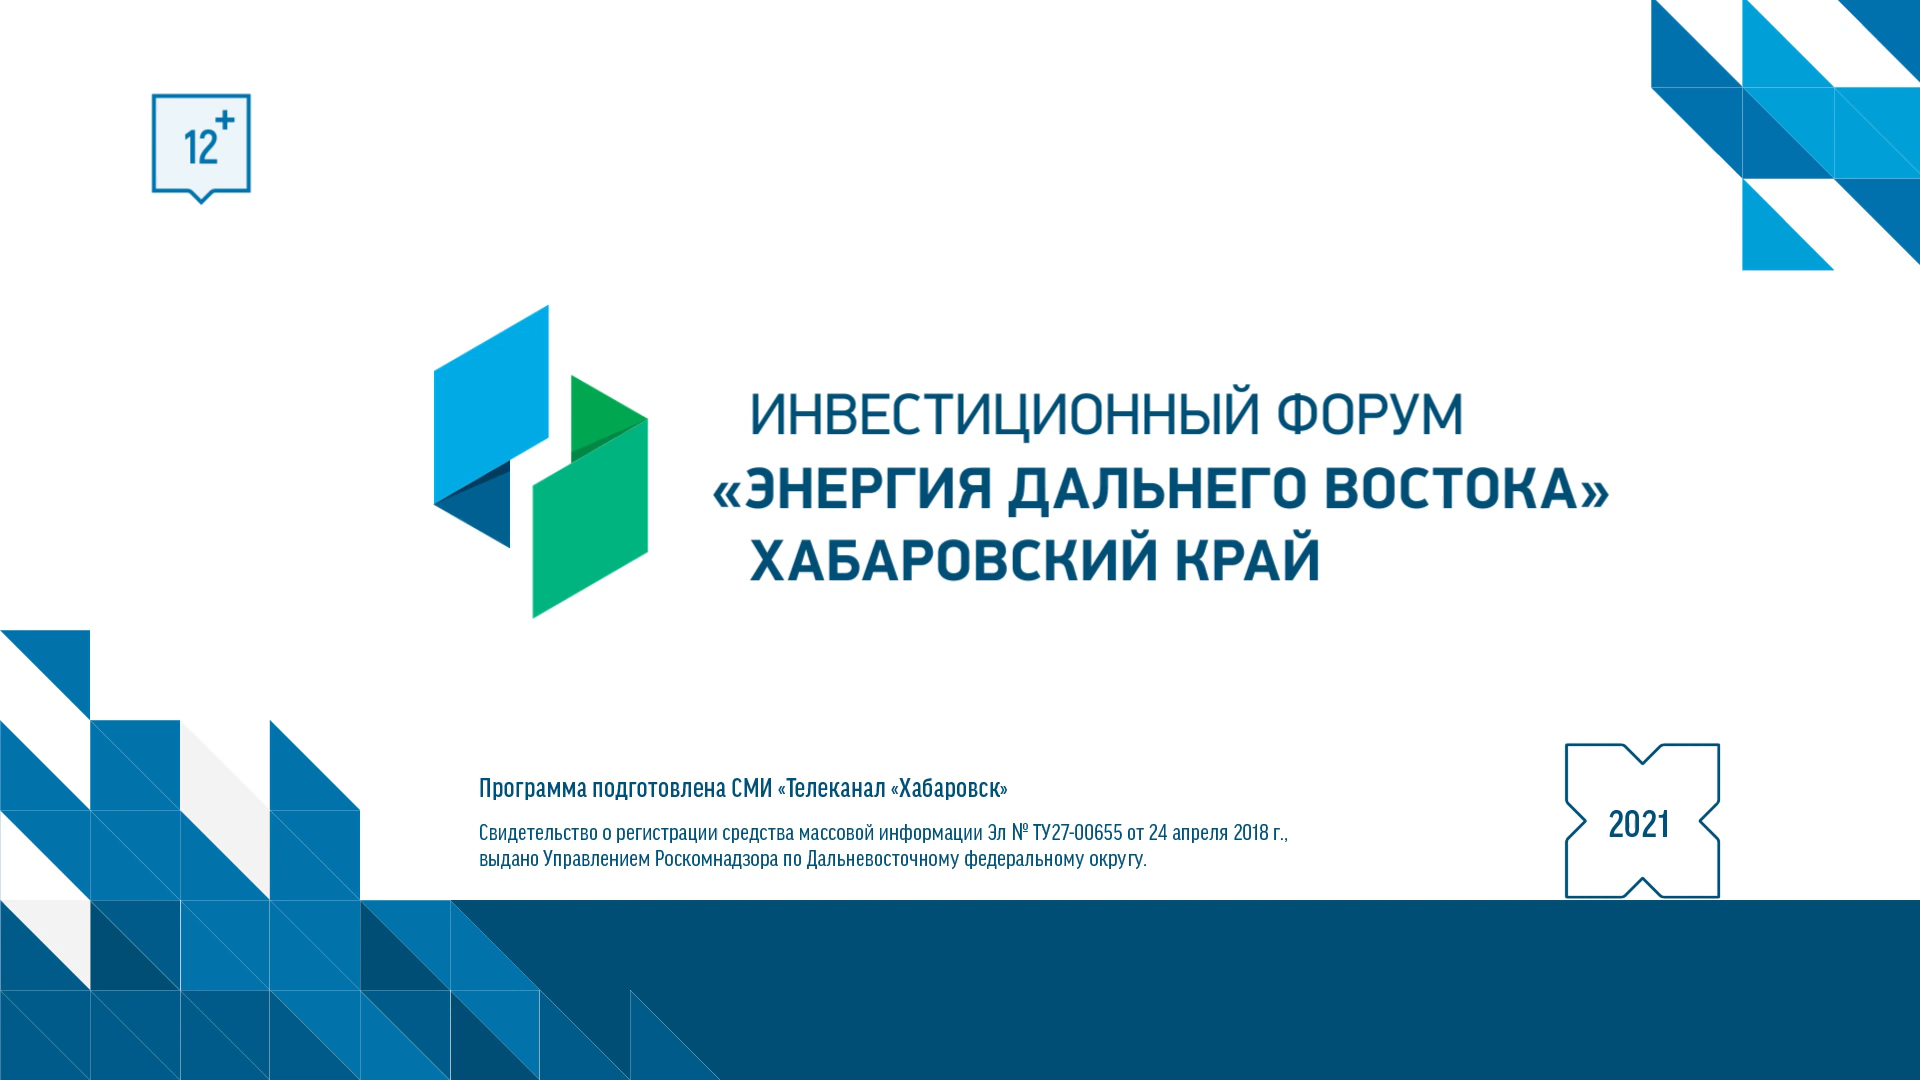 12+
ИНВЕСТИЦИОННЫЙ ФОРУМ
«ЭНЕРГИЯ ДАЛЬНЕГО ВОСТОКА»
ХАБАРОВСКИЙ КРАЙ
Программа подготовлена СМИ «Телеканал «Хабаровск»
Свидетельство о регистрации средства массовой информации Эл № ТУ27-00655 от 24 апреля 2018 г.,
выдано Управлением Роскомнадзора по Дальневосточному федеральному округу.
2021